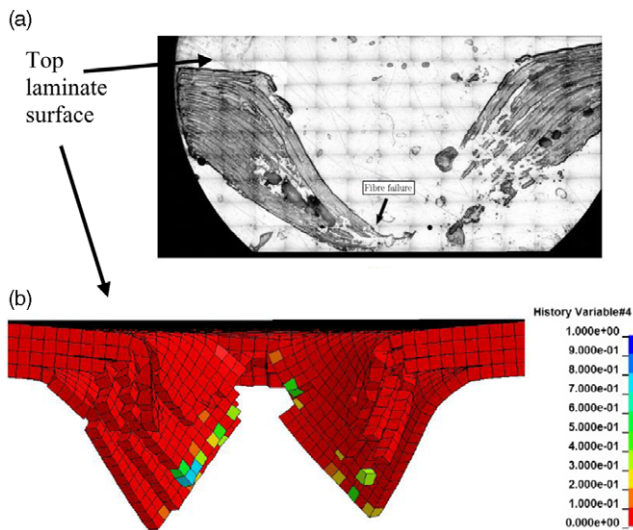 (a)
Top
laminate
surface
Fibre failure
(b)
History Variable#4
1.000e+00
9.000e-01
8.000e-01
7.000e-01
6.000e-01
5.000e-01
4.000e-01
3.000e-01
2.000e-01
1.000e-01
0.000e+00